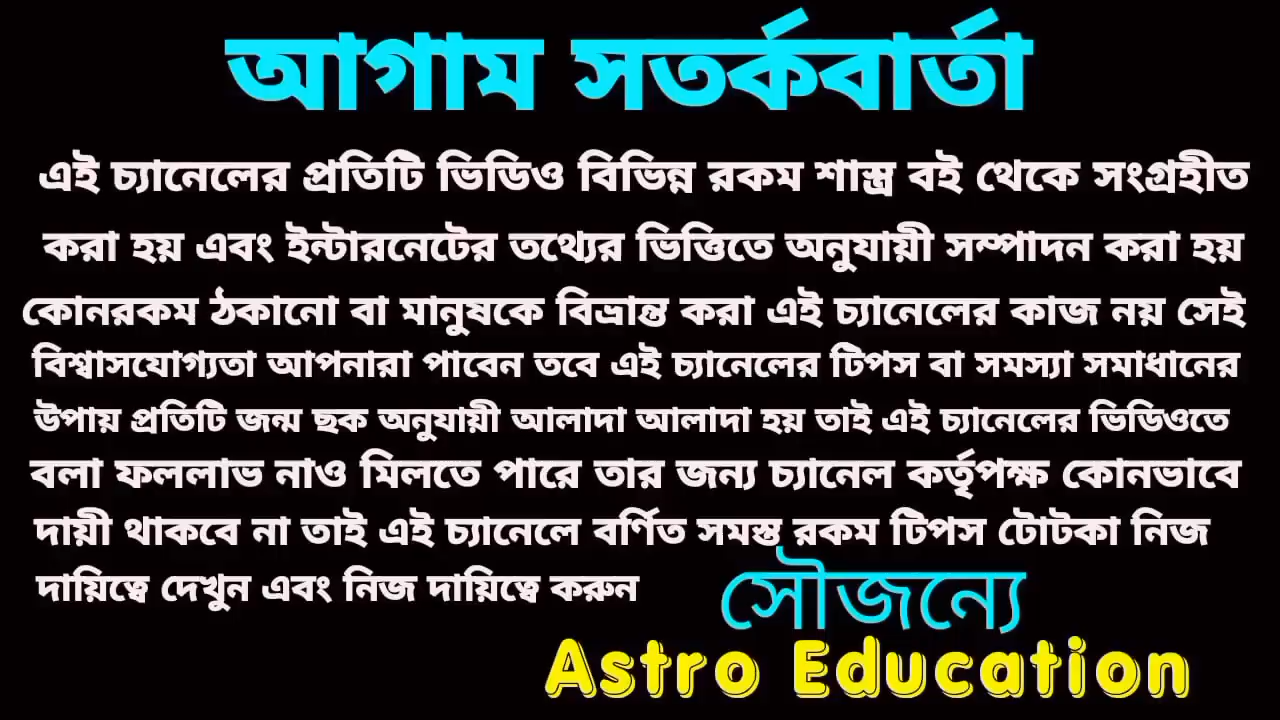 আগাম সতর্কবার্তা
এই চ্যানেলের প্রতিটি ভিডিও বিভিন্ন রকম শাস্ত্র বই থেকে সংগ্রহীত
করা হয় এবং ইন্টারনেটের তথ্যের ভিত্তিতে অনুযায়ী সম্পাদন করা হয়
কোনরকম ঠকানো বা মানুষকে বিভ্রান্ত করা এই চ্যানেলের কাজ নয় সেই
বিশ্বাসযোগ্যতা আপনারা পাবেন তবে এই চ্যানেলের টিপস বা সমস্যা সমাধানের
উপায় প্রতিটি জন্ম ছক অনুযায়ী আলাদা আলাদা হয় তাই এই চ্যানেলের ভিডিওতে
বলা ফললাভ নাও মিলতে পারে তার জন্য চ্যানেল কর্তৃপক্ষ কোনভাবে
দায়ী থাকবে না তাই এই চ্যানেলে বর্ণিত সমস্ত রকম টিপস টোটকা নিজ
দায়িত্বে দেখুন এবং নিজ দায়িত্বে করুন
সৌজন্যে
Astro Education